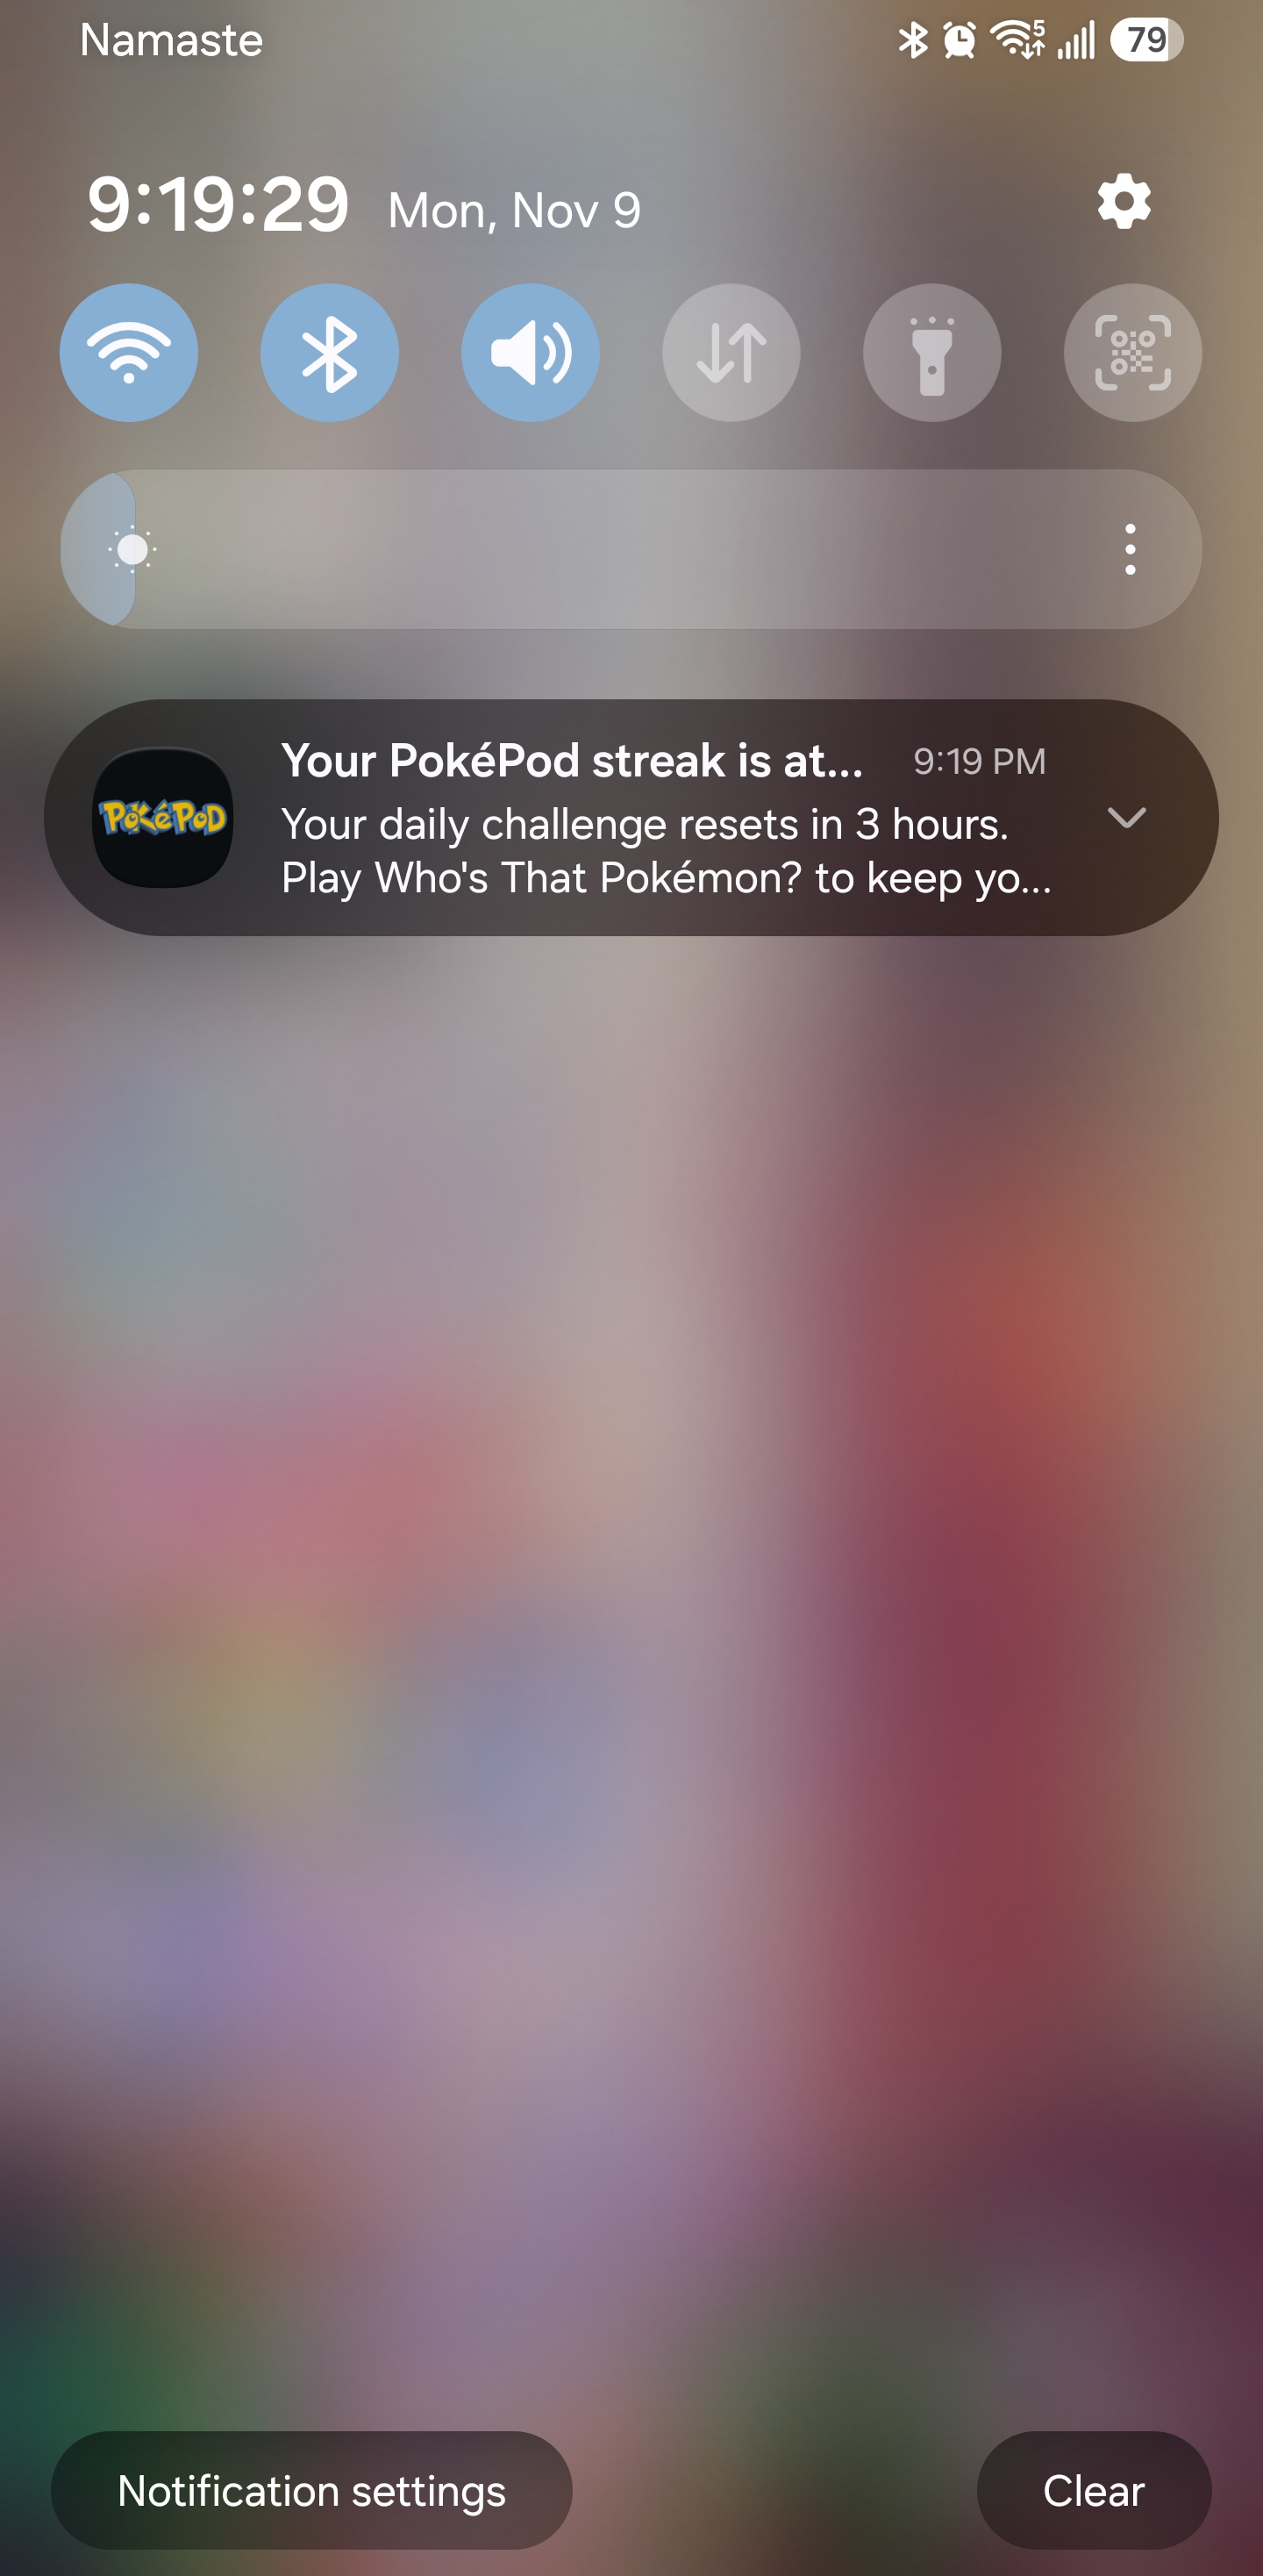 Namaste
5
79
9:19:29 Mon, Nov 9
Your PokéPod streak is at... 9:19 PM
PokéPoD
Your daily challenge resets in 3 hours.
Play Who's That Pokémon? to keep yo...
Notification settings
Clear